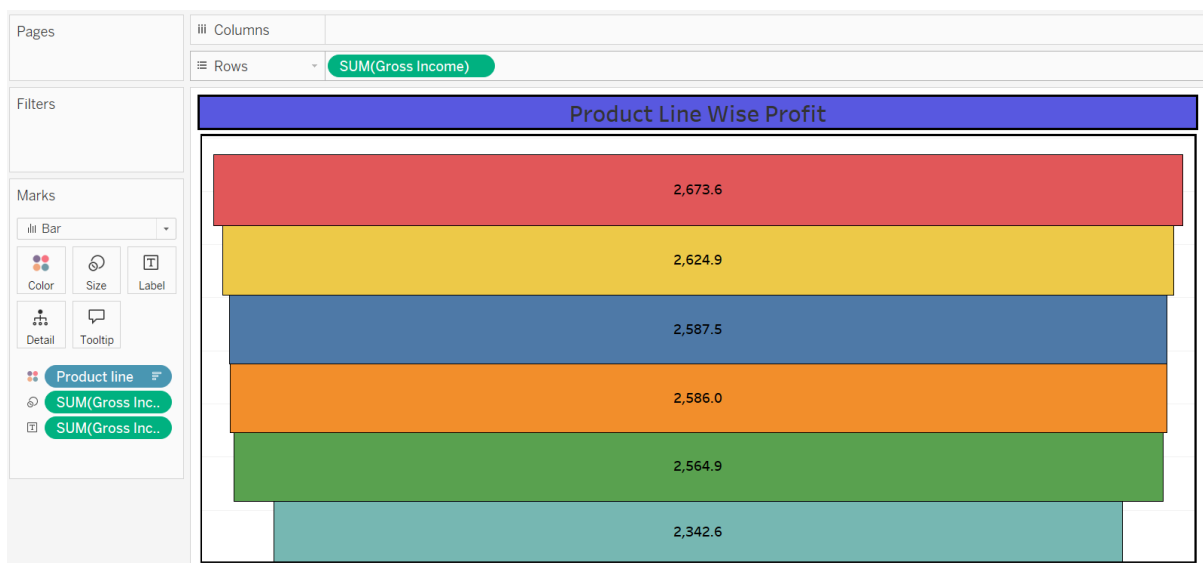 Pages
Columns
Rows
SUM(Gross Income)
Filters
Product Line Wise Profit
Marks
Bar
Color Size Label
Detail Tooltip
Product line
SUM(Gross Inc..
SUM(Gross Inc..
2,673.6
2,624.9
2,587.5
2,586.0
2,564.9
2,342.6